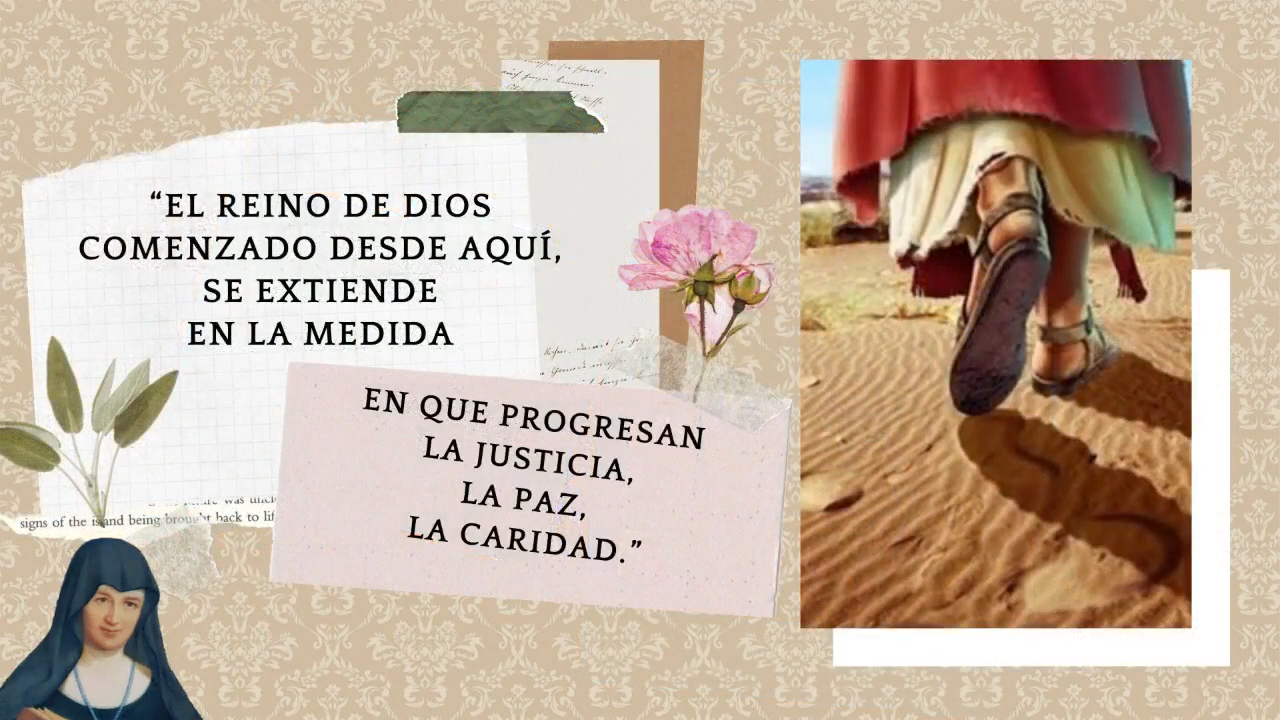 “EL REINO DE DIOS
COMENZADO DESDE AQUÍ,
SE EXTIENDE
EN LA MEDIDA
EN QUE PROGRESAN
LA JUSTICIA,
LA PAZ,
LA CARIDAD.”
signs of the island being brought back to lif